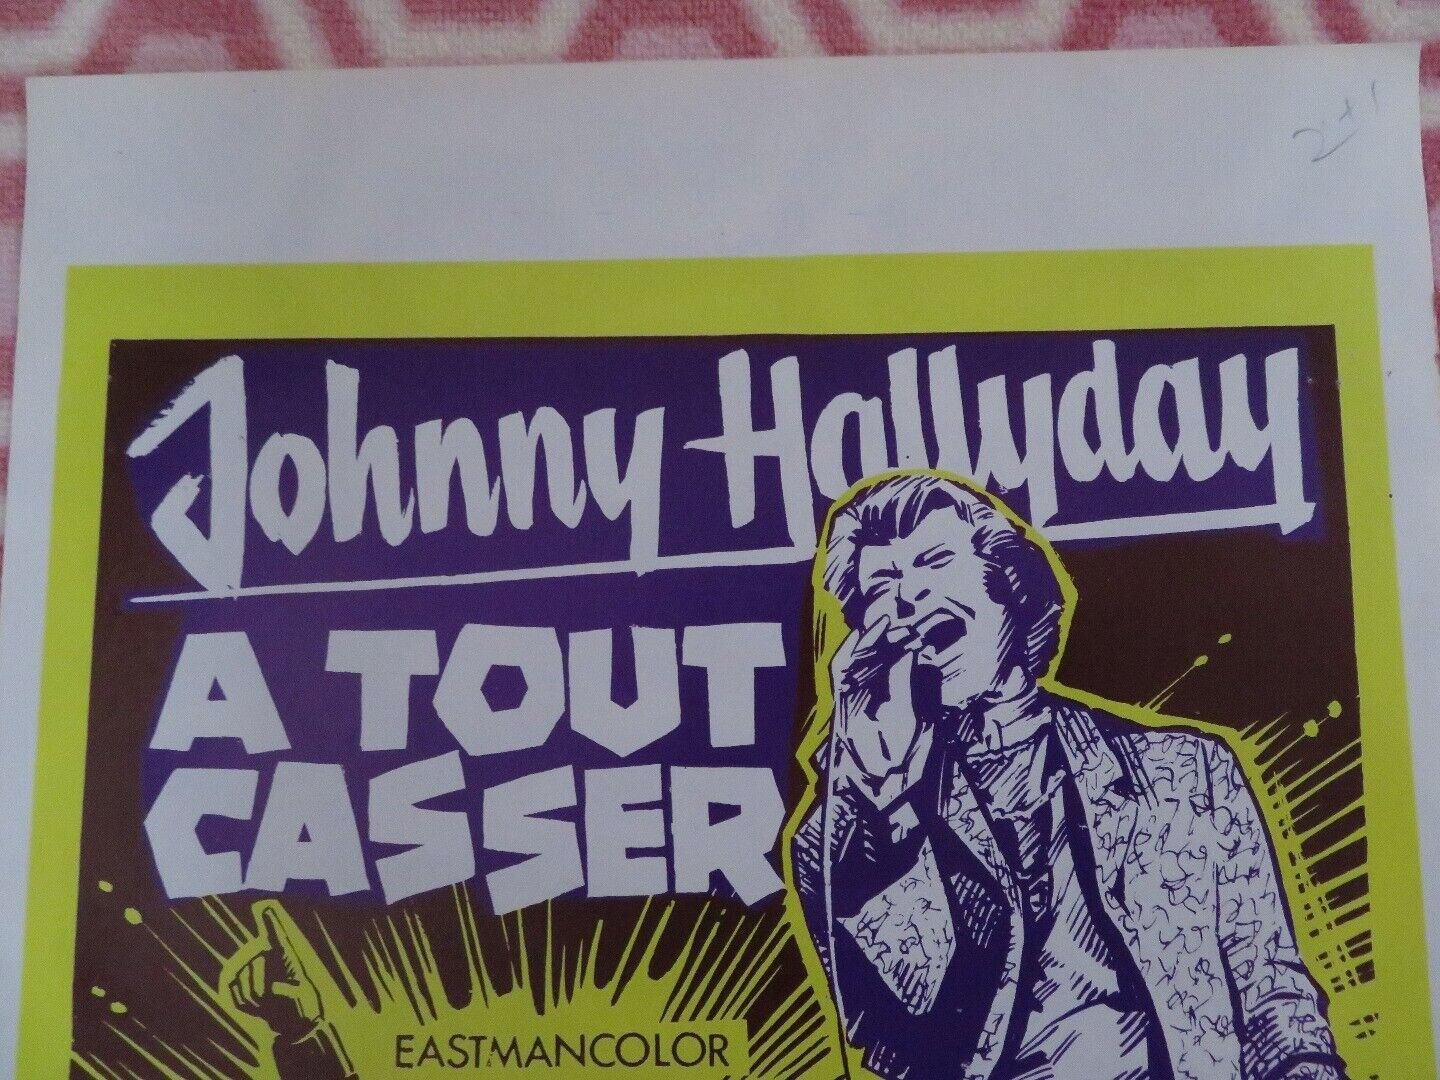 Johnny Hallyday
A TOUT
CASSER
EASTMANCOLOR